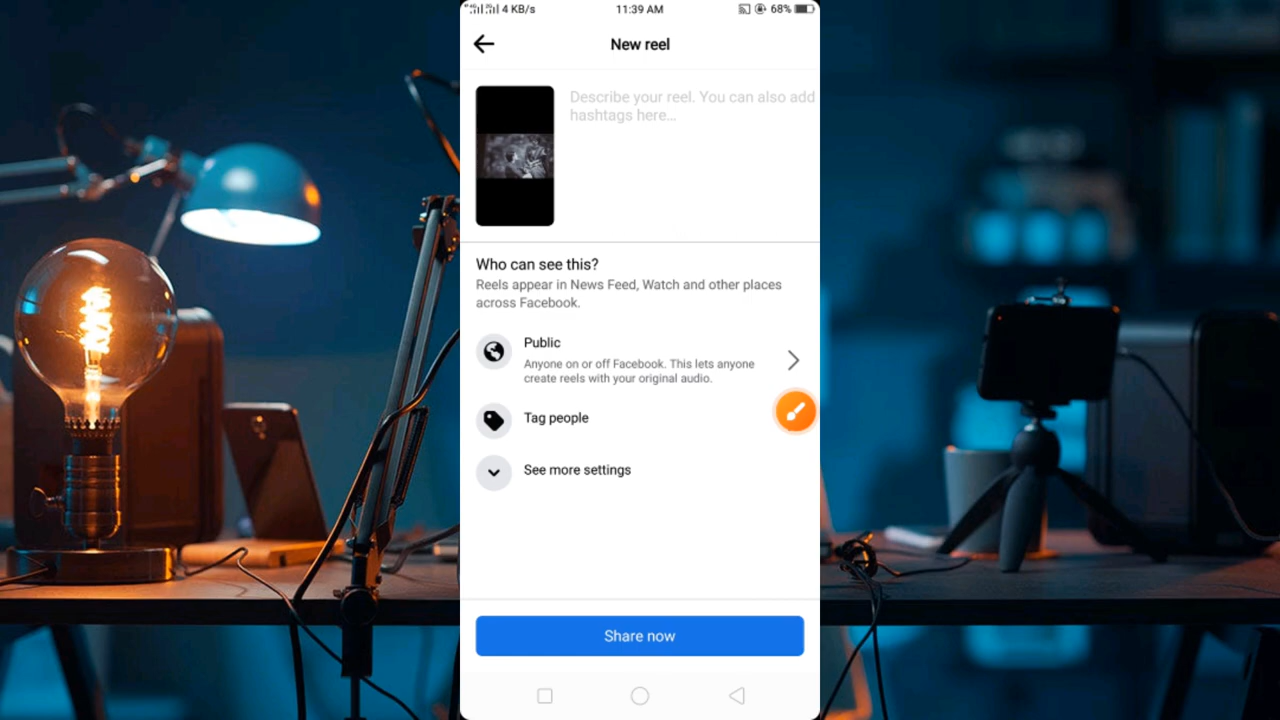 4 KB/s 11:39 AM 68%
New reel
Describe your reel. You can also add
hashtags here...
Who can see this?
Reels appear in News Feed, Watch and other places
across Facebook.
Public
Anyone on or off Facebook. This lets anyone
create reels with your original audio.
Tag people
See more settings
Share now